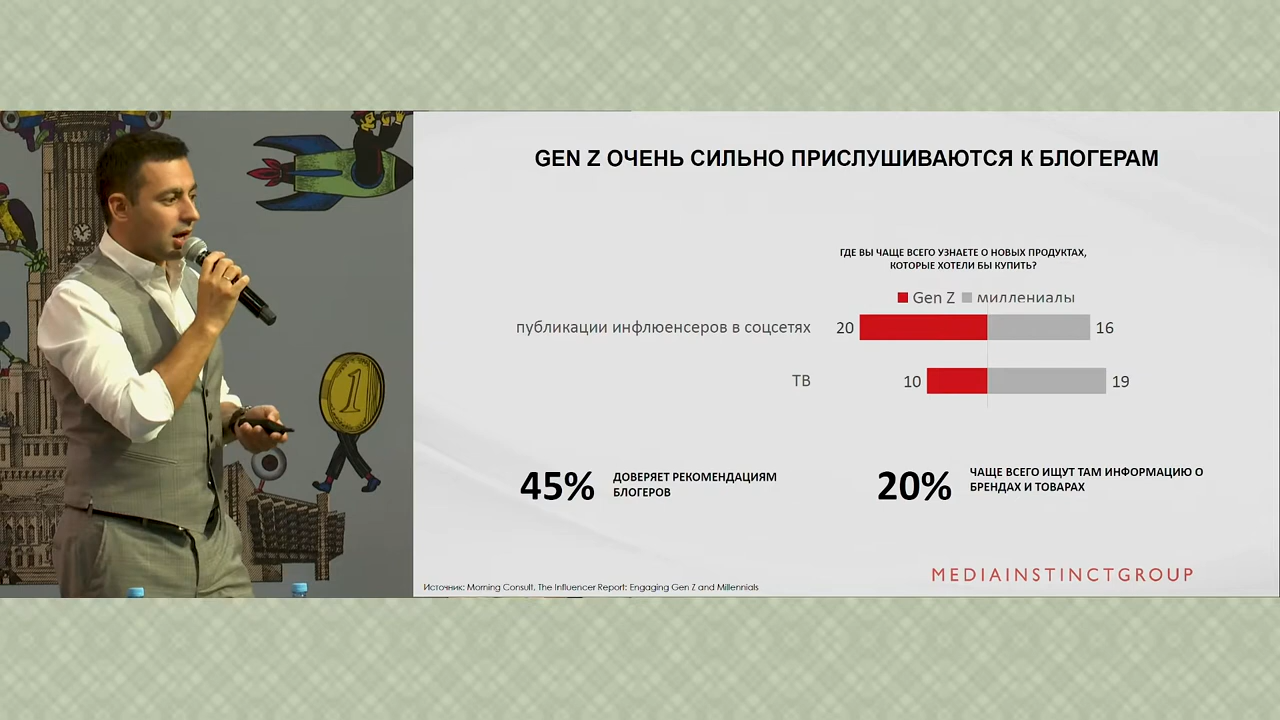 GEN Z ОЧЕНЬ СИЛЬНО ПРИСЛУШИВАЮТСЯ К БЛОГЕРАМ
ГДЕ ВЫ ЧАЩЕ ВСЕГО УЗНАЕТЕ О НОВЫХ ПРОДУКТАХ,
КОТОРЫЕ ХОТЕЛИ БЫ КУПИТЬ?
Gen Z миллениалы
публикации инфлюенсеров в соцсетях 20 16
ТВ 10 19
45% ДОВЕРЯЕТ РЕКОМЕНДАЦИЯМ
БЛОГЕРОВ
20% ЧАЩЕ ВСЕГО ИЩУТ ТАМ ИНФОРМАЦИЮ О
БРЕНДАХ И ТОВАРАХ
MEDIAINSTINCTGROUP
Источник: Morning Consult, The Influencer Report: Engaging Gen Z and Millennials
1